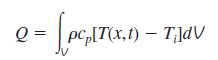 Q = ∫_V ρc_p[T(x,t) − T_i]dV